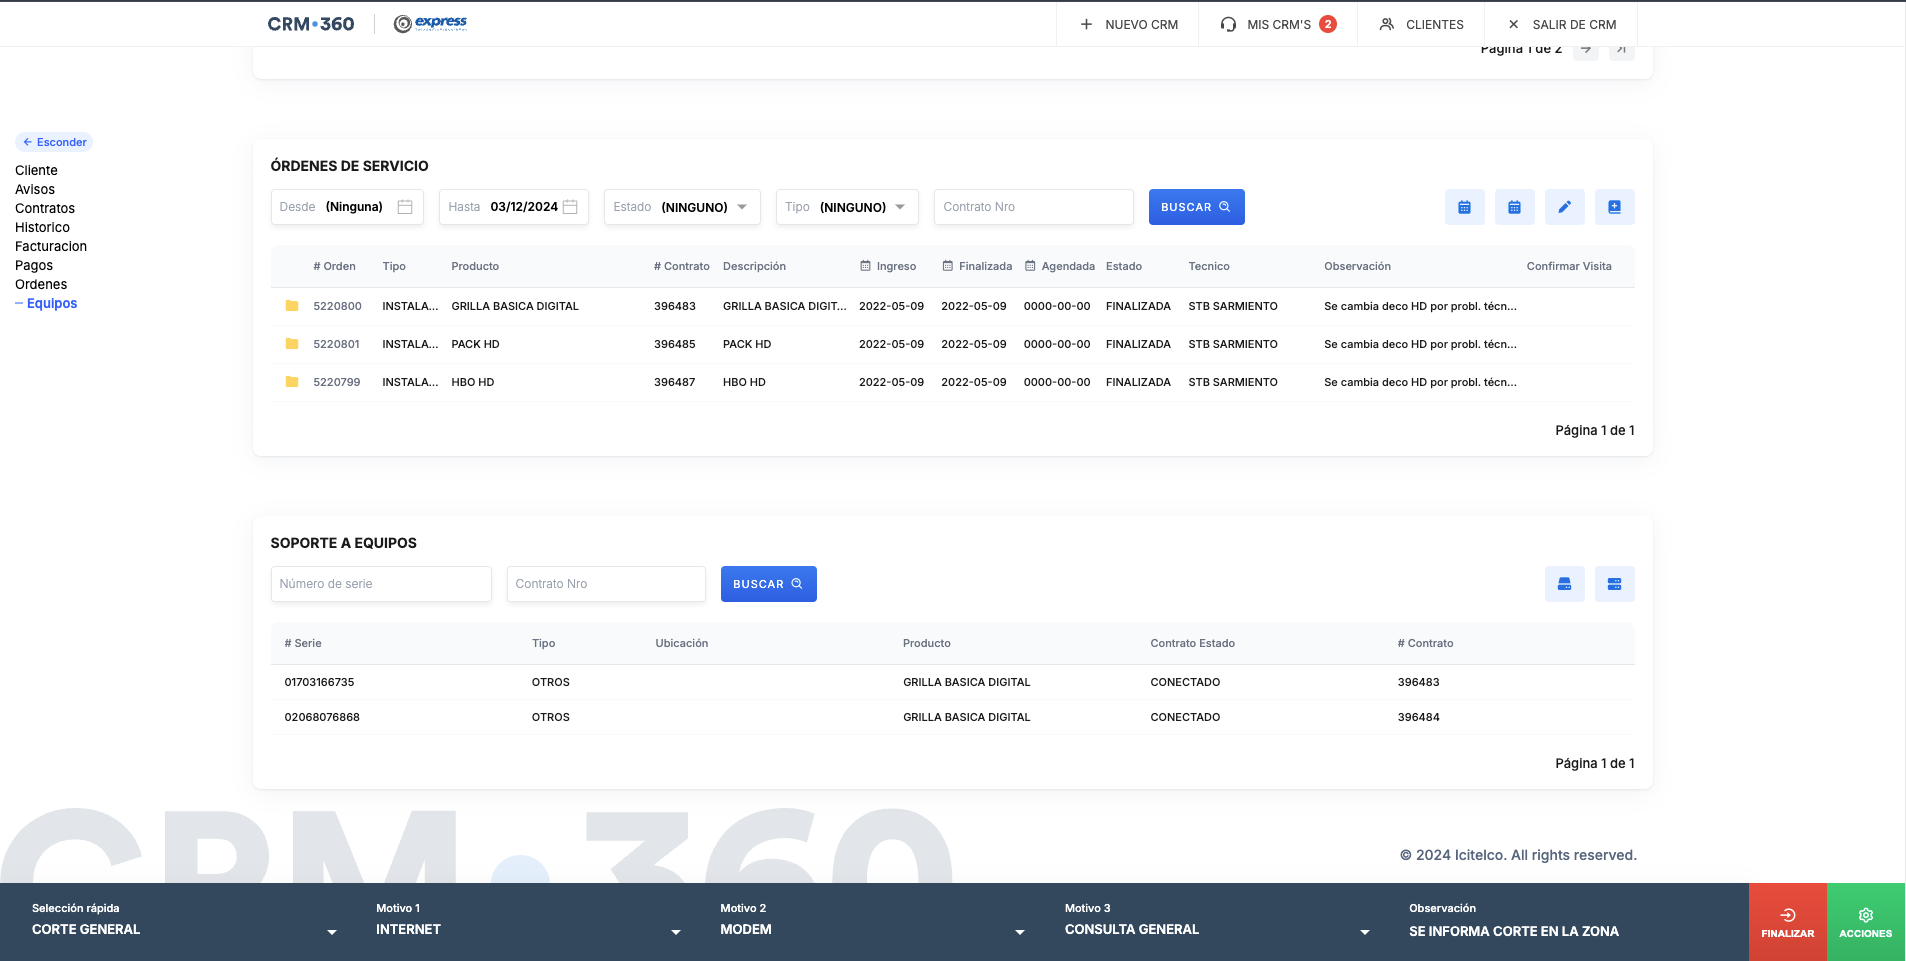 CRM•360
express
NUEVO CRM
MIS CRM'S 2
CLIENTES
SALIR DE CRM
Página 1 de 2
Esconder
Cliente
Avisos
Contratos
Historico
Facturacion
Pagos
Ordenes
Equipos
ÓRDENES DE SERVICIO
Desde (Ninguna)
Hasta 03/12/2024
Estado (NINGUNO)
Tipo (NINGUNO)
Contrato Nro
BUSCAR
# Orden Tipo Producto # Contrato Descripción Ingreso Finalizada Agendada Estado Tecnico Observación Confirmar Visita
5220800 INSTALA... GRILLA BASICA DIGITAL 396483 GRILLA BASICA DIGIT... 2022-05-09 2022-05-09 0000-00-00 FINALIZADA STB SARMIENTO Se cambia deco HD por probl. técn...
5220801 INSTALA... PACK HD 396485 PACK HD 2022-05-09 2022-05-09 0000-00-00 FINALIZADA STB SARMIENTO Se cambia deco HD por probl. técn...
5220799 INSTALA... HBO HD 396487 HBO HD 2022-05-09 2022-05-09 0000-00-00 FINALIZADA STB SARMIENTO Se cambia deco HD por probl. técn...
Página 1 de 1
SOPORTE A EQUIPOS
Número de serie
Contrato Nro
BUSCAR
# Serie Tipo Ubicación Producto Contrato Estado # Contrato
01703166735 OTROS GRILLA BASICA DIGITAL CONECTADO 396483
02068076868 OTROS GRILLA BASICA DIGITAL CONECTADO 396484
Página 1 de 1
CRM•360
© 2024 Icitelco. All rights reserved.
Selección rápida
CORTE GENERAL
Motivo 1
INTERNET
Motivo 2
MODEM
Motivo 3
CONSULTA GENERAL
Observación
SE INFORMA CORTE EN LA ZONA
FINALIZAR
ACCIONES